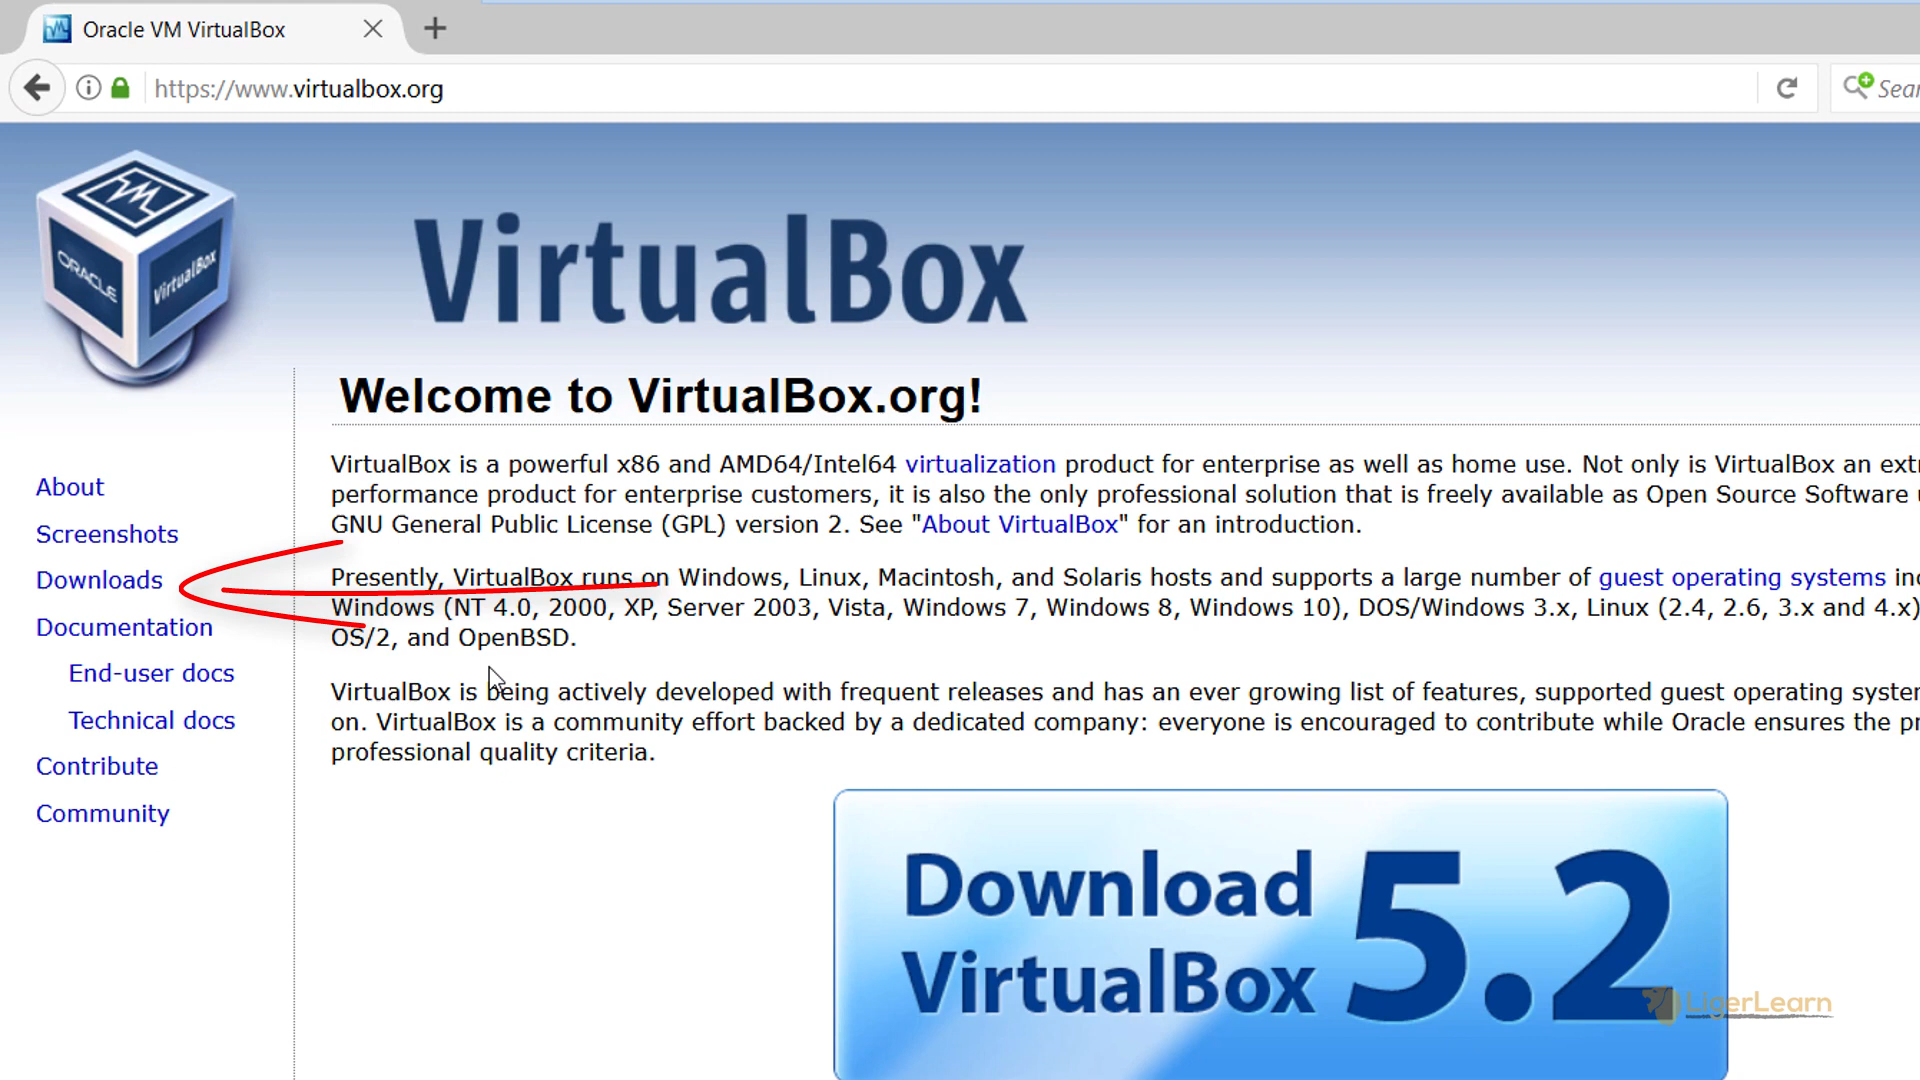 Oracle VM VirtualBox
https://www.virtualbox.org
Sear
ORACLE
VirtualBox
VirtualBox
Welcome to VirtualBox.org!
About
Screenshots
Downloads
Documentation
End-user docs
Technical docs
Contribute
Community
VirtualBox is a powerful x86 and AMD64/Intel64 virtualization product for enterprise as well as home use. Not only is VirtualBox an
performance product for enterprise customers, it is also the only professional solution that is freely available as Open Source Software
GNU General Public License (GPL) version 2. See "About VirtualBox" for an introduction.
Presently, VirtualBox runs on Windows, Linux, Macintosh, and Solaris hosts and supports a large number of guest operating systems
Windows (NT 4.0, 2000, XP, Server 2003, Vista, Windows 7, Windows 8, Windows 10), DOS/Windows 3.x, Linux (2.4, 2.6, 3.x and 4.x)
OS/2, and OpenBSD.
VirtualBox is being actively developed with frequent releases and has an ever growing list of features, supported guest operating
on. VirtualBox is a community effort backed by a dedicated company: everyone is encouraged to contribute while Oracle ensures the
professional quality criteria.
Download
VirtualBox 5.2
LigerLearn